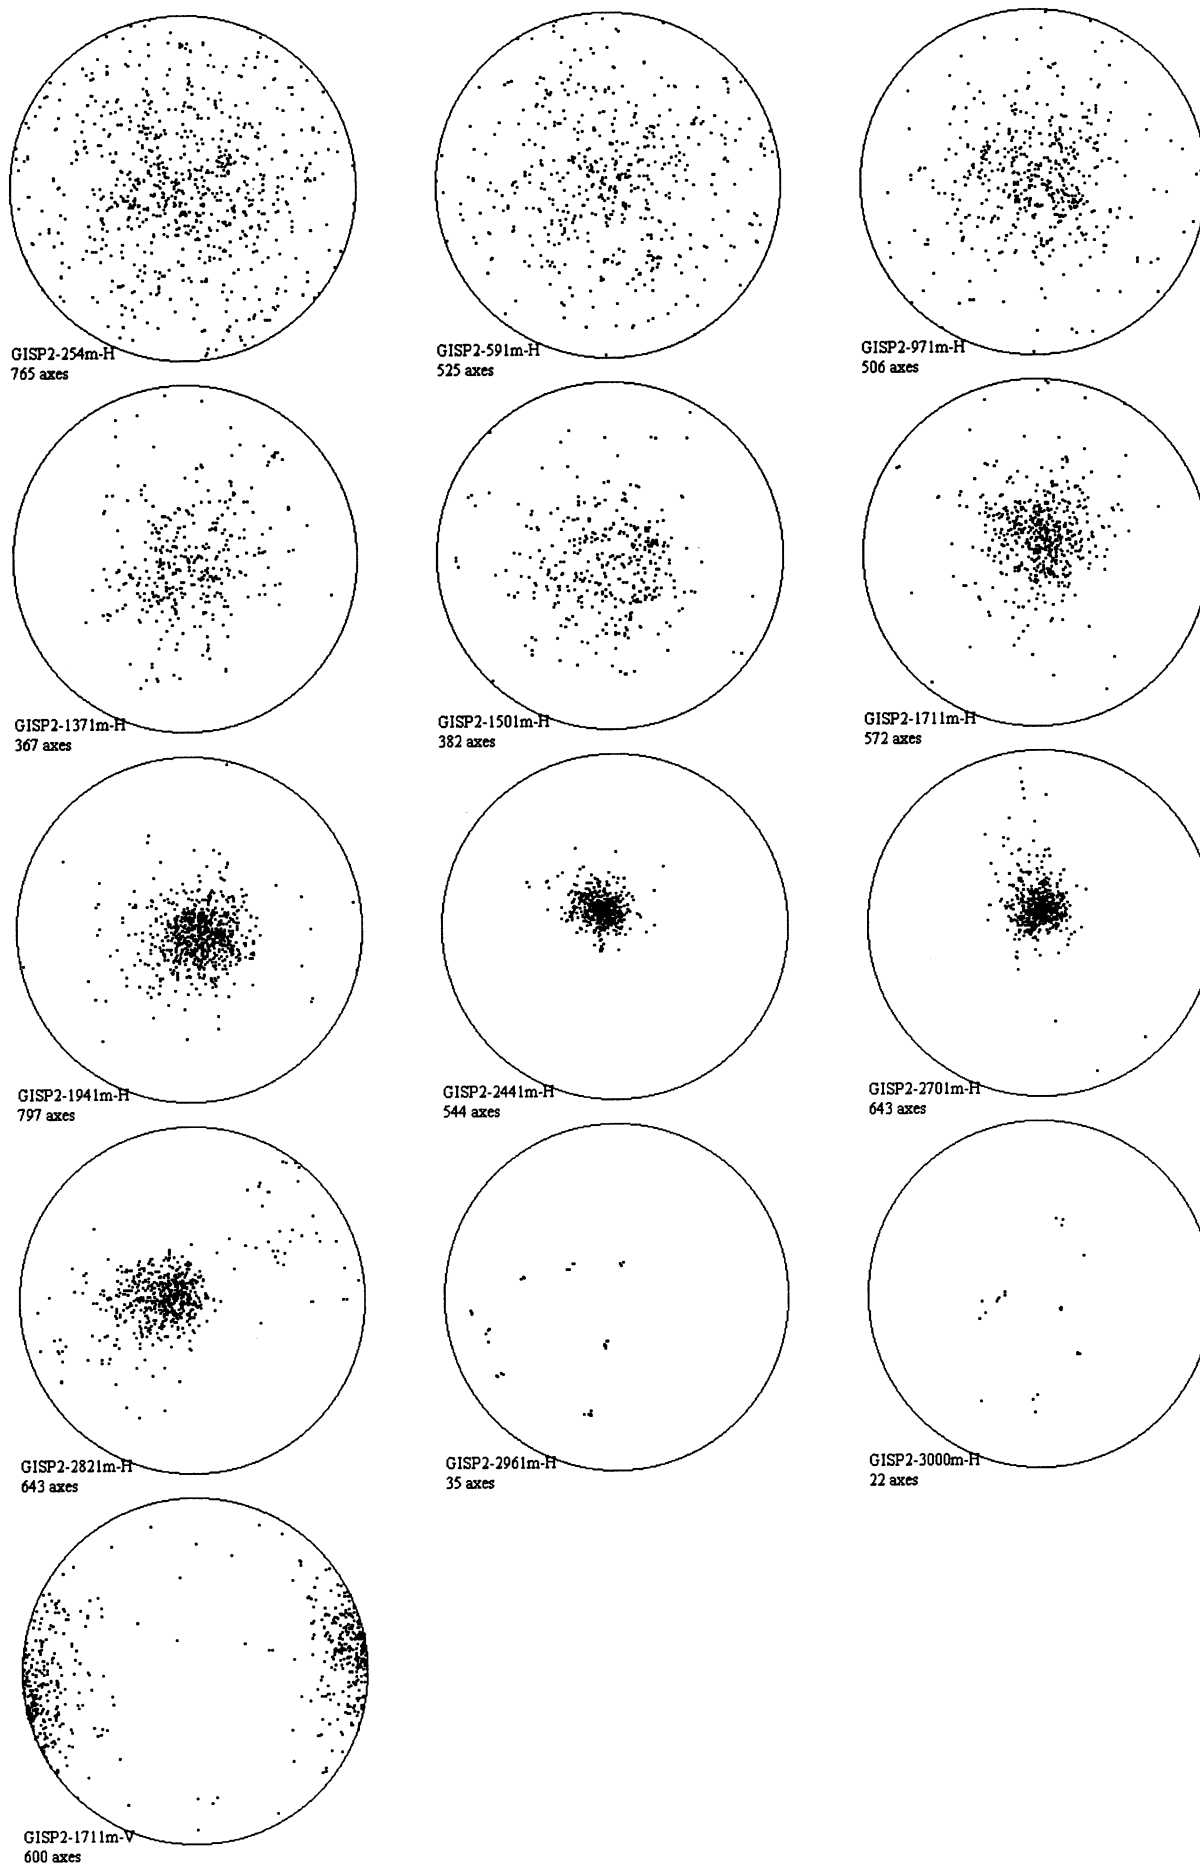 GISP2-254m-H
765 axes
GISP2-591m-H
525 axes
GISP2-971m-H
506 axes
GISP2-1371m-H
367 axes
GISP2-1501m-H
382 axes
GISP2-1711m-H
572 axes
GISP2-1941m-H
797 axes
GISP2-2441m-H
544 axes
GISP2-2701m-H
643 axes
GISP2-2821m-H
643 axes
GISP2-2961m-H
35 axes
GISP2-3000m-H
22 axes
GISP2-1711m-V
600 axes